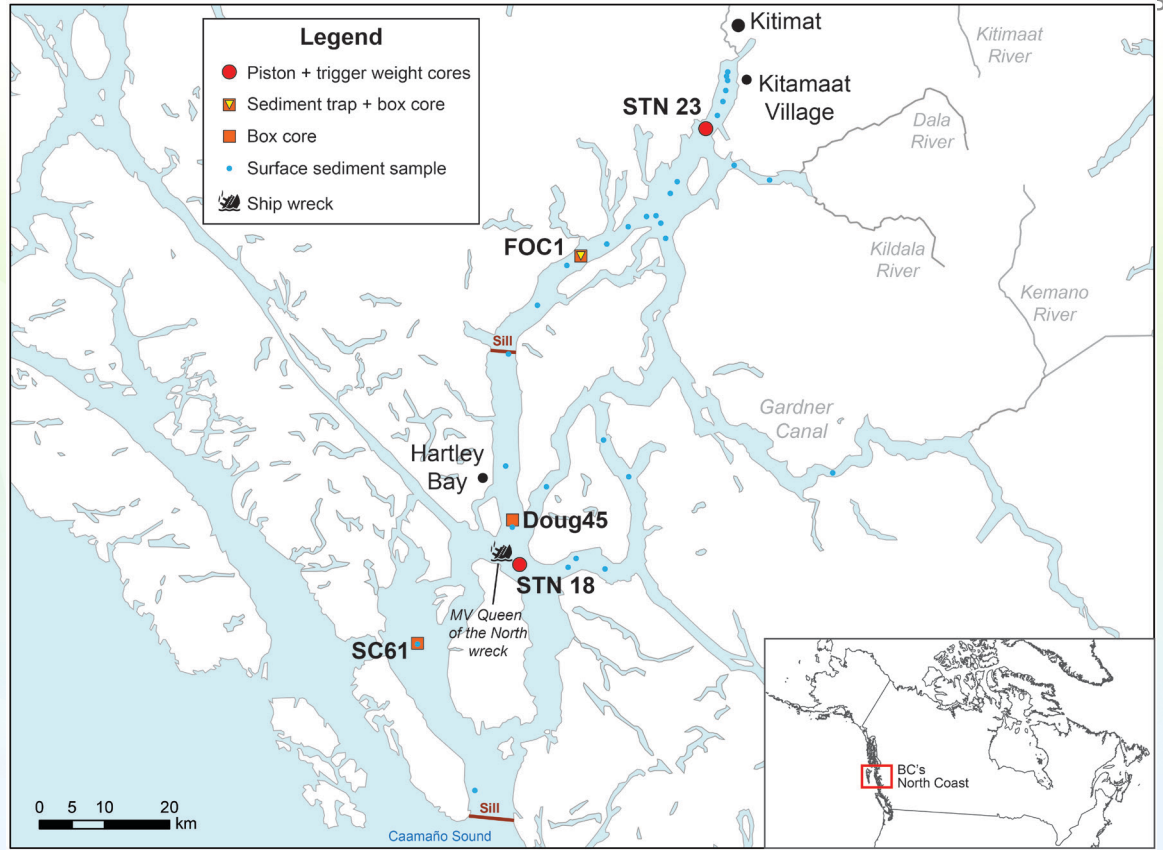 Legend
Piston + trigger weight cores
Sediment trap + box core
Box core
Surface sediment sample
Ship wreck
Kitimat
Kitimaat
River
Kitamaat
Village
STN 23
Dala
River
FOC1
Kildala
River
Kemano
River
Sill
Gardner
Canal
Hartley
Bay
Doug45
STN 18
MV Queen
of the North
wreck
SC61
BC's
North Coast
0 5 10 20
km
Sill
Caamaño Sound